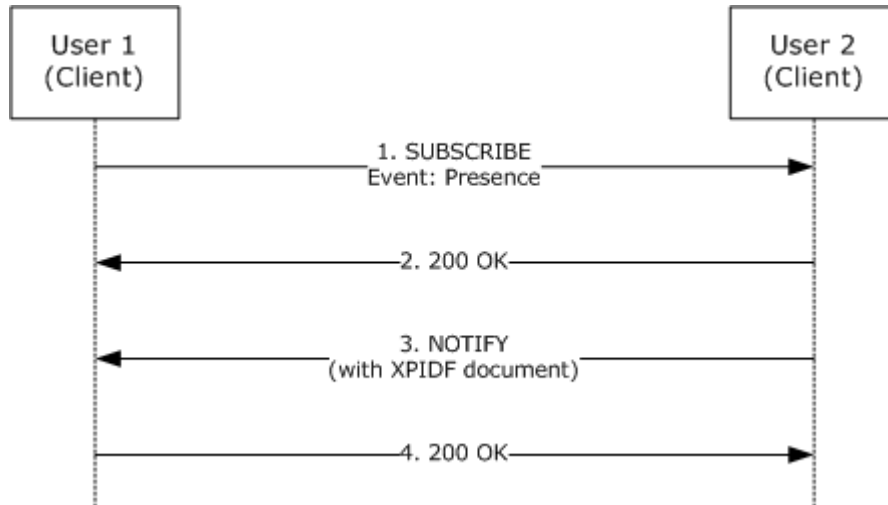 User 1
(Client)
User 2
(Client)
1. SUBSCRIBE
Event: Presence
2. 200 OK
3. NOTIFY
(with XPIDF document)
4. 200 OK